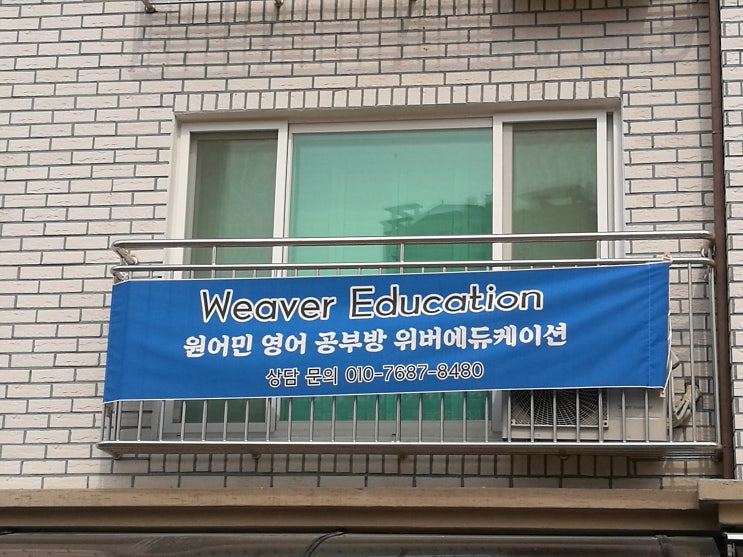 Weaver Education
원어민 영어 공부방 위버에듀케이션
상담 문의 010-7687-8480